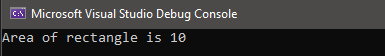 Microsoft Visual Studio Debug Console
Area of rectangle is 10